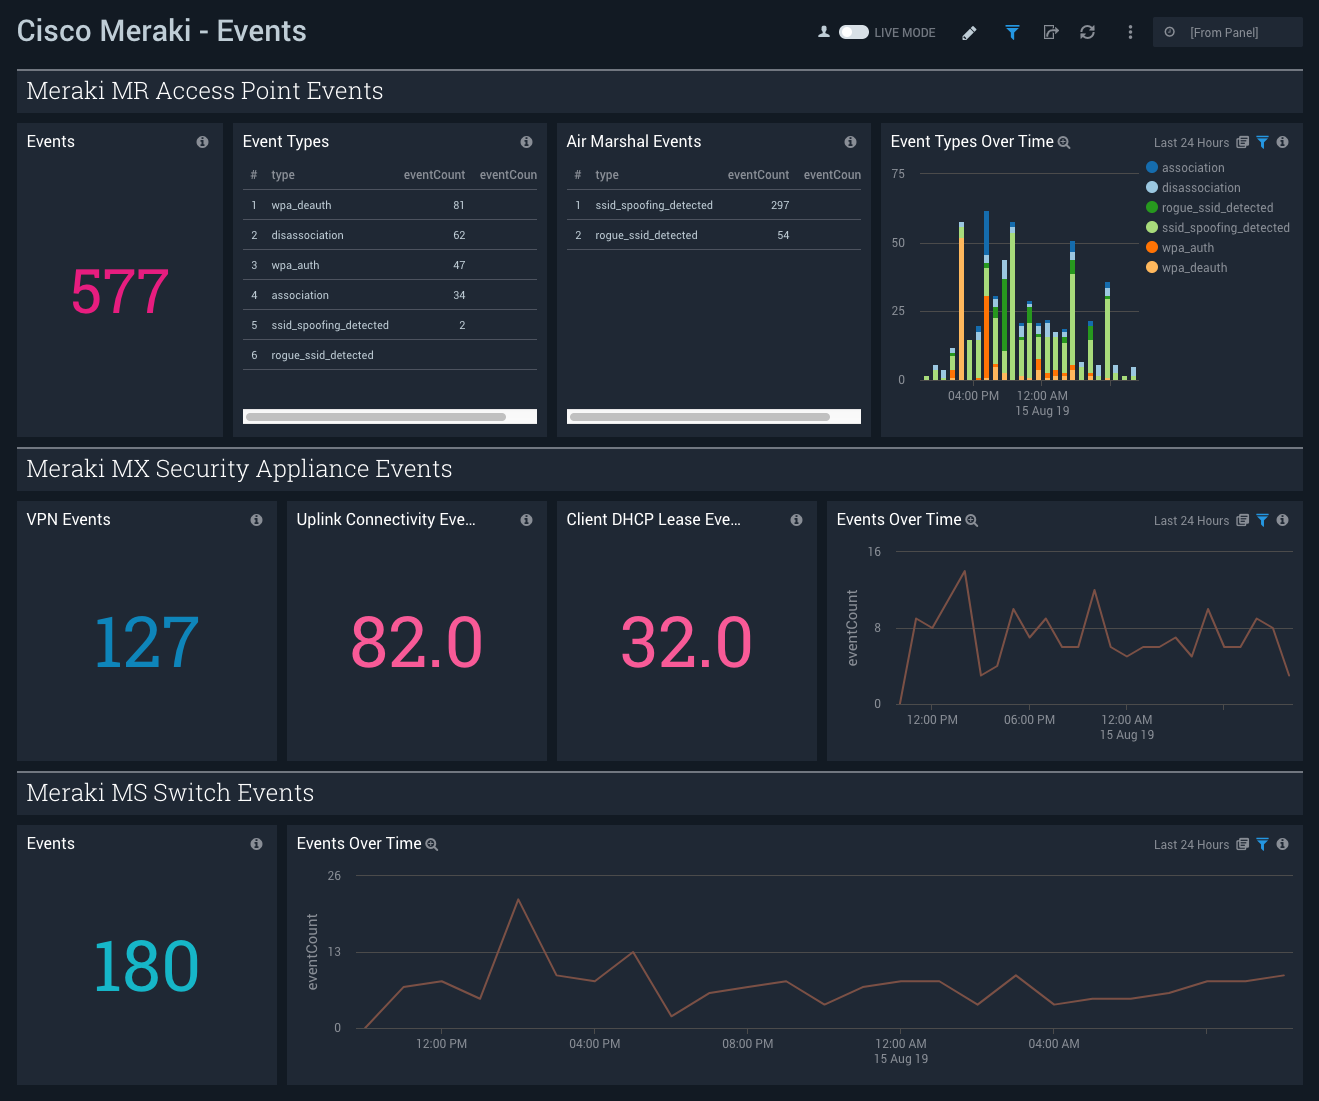 Cisco Meraki - Events
LIVE MODE
[From Panel]
Meraki MR Access Point Events
Events
577
Event Types
# type eventCount eventCoun
1 wpa_deauth 81
2 disassociation 62
3 wpa_auth 47
4 association 34
5 ssid_spoofing_detected 2
6 rogue_ssid_detected
Air Marshal Events
# type eventCount eventCoun
1 ssid_spoofing_detected 297
2 rogue_ssid_detected 54
Event Types Over Time
Last 24 Hours
75
50
25
0
04:00 PM 12:00 AM
15 Aug 19
association
disassociation
rogue_ssid_detected
ssid_spoofing_detected
wpa_auth
wpa_deauth
Meraki MX Security Appliance Events
VPN Events
127
Uplink Connectivity Eve...
82.0
Client DHCP Lease Eve...
32.0
Events Over Time
Last 24 Hours
eventCount
16
8
0
12:00 PM 06:00 PM 12:00 AM
15 Aug 19
Meraki MS Switch Events
Events
180
Events Over Time
Last 24 Hours
eventCount
26
13
0
12:00 PM 04:00 PM 08:00 PM 12:00 AM 04:00 AM
15 Aug 19